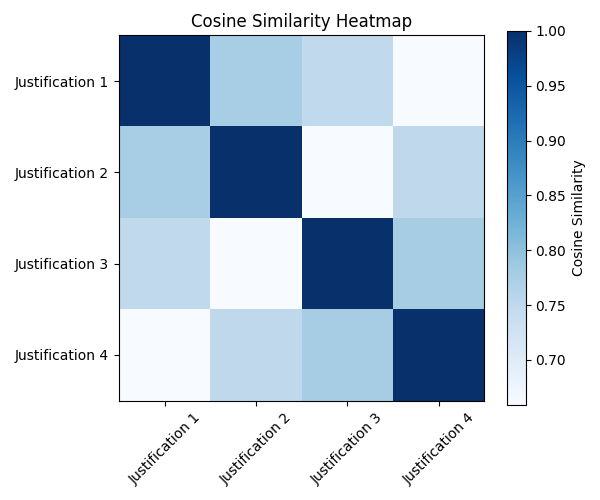 Cosine Similarity Heatmap
Justification 1
Justification 2
Justification 3
Justification 4
Justification 1
Justification 2
Justification 3
Justification 4
1.00
0.95
0.90
0.85
0.80
0.75
0.70
Cosine Similarity